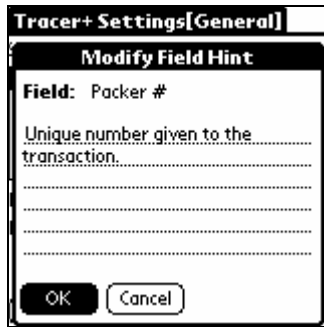 Tracer+ Settings[General]
Modify Field Hint
Field: Packer #
Unique number given to the
transaction.
OK Cancel